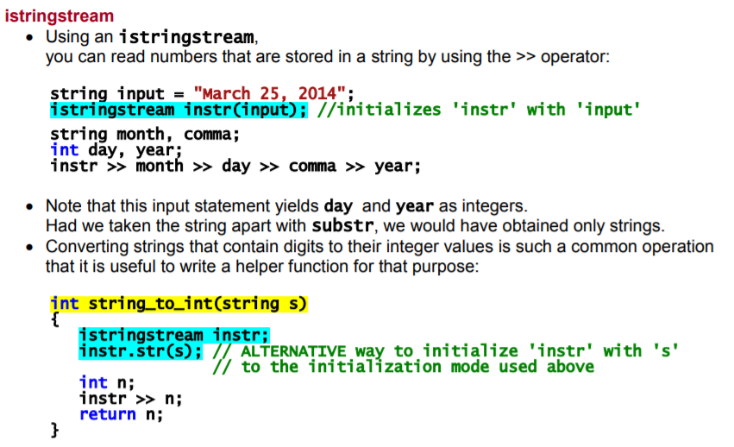 istringstream
• Using an istringstream,
you can read numbers that are stored in a string by using the >> operator:
string input = "March 25, 2014";
istringstream instr(input); //initializes 'instr' with 'input'
string month, comma;
int day, year;
instr >> month >> day >> comma >> year;
• Note that this input statement yields day and year as integers.
Had we taken the string apart with substr, we would have obtained only strings.
• Converting strings that contain digits to their integer values is such a common operation
that it is useful to write a helper function for that purpose:
int string_to_int(string s)
{
istringstream instr;
instr.str(s); // ALTERNATIVE way to initialize 'instr' with 's'
// to the initialization mode used above
int n;
instr >> n;
return n;
}